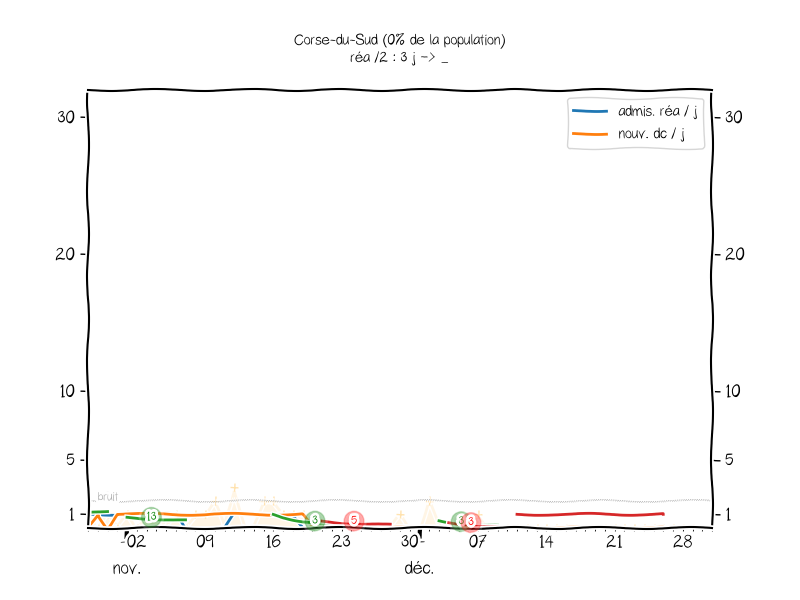 Corse-du-Sud (0% de la population)
réa /2 : 3 j -> _
admis. réa / j
nouv. dc / j
30 30
20 20
10 10
5 5
bruit
1 1
13 3 5 3 3
02 09 16 23 30 07 14 21 28
nov. déc.